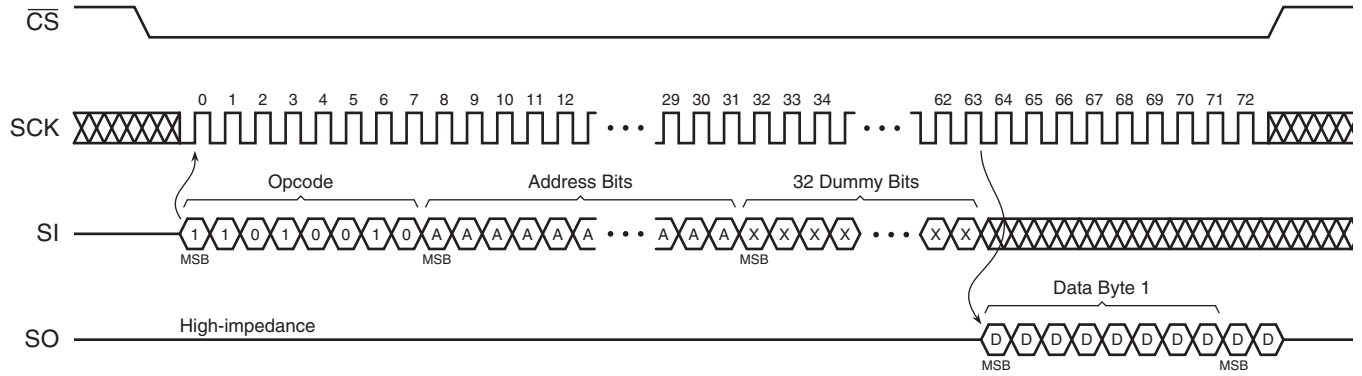 CS
0 1 2 3 4 5 6 7 8 9 10 11 12 29 30 31 32 33 34 62 63 64 65 66 67 68 69 70 71 72
SCK
Opcode Address Bits 32 Dummy Bits
SI 1 1 0 1 0 0 1 0 A A A A A A A A A X X X X X X
MSB MSB MSB
Data Byte 1
High-impedance
SO D D D D D D D D D D
MSB MSB